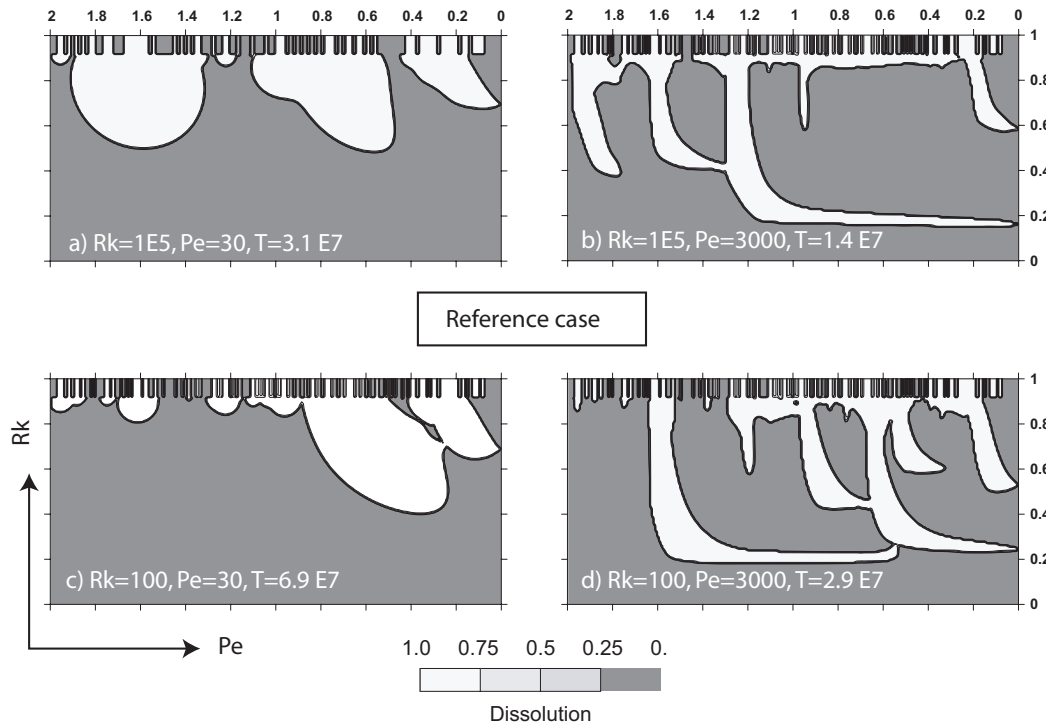 2 1.8 1.6 1.4 1.2 1 0.8 0.6 0.4 0.2 0 2 1.8 1.6 1.4 1.2 1 0.8 0.6 0.4 0.2 0
1
0.8
0.6
0.4
0.2
0
a) Rk=1E5, Pe=30, T=3.1 E7
b) Rk=1E5, Pe=3000, T=1.4 E7
Reference case
1
0.8
0.6
0.4
0.2
0
c) Rk=100, Pe=30, T=6.9 E7
d) Rk=100, Pe=3000, T=2.9 E7
Rk
Pe
1.0 0.75 0.5 0.25 0.
Dissolution